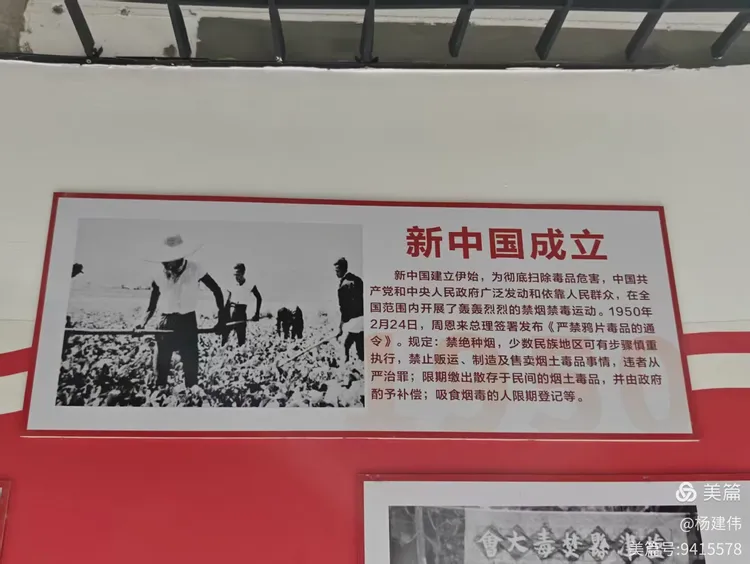 新中国成立
新中国建立伊始，为彻底扫除毒品危害，中国共
产党和中央人民政府广泛发动和依靠人民群众，在全
国范围内开展了轰轰烈烈的禁烟禁毒运动。1950年
2月24日，周恩来总理签署发布《严禁鸦片毒品的通
令》。规定：禁绝种烟，少数民族地区可有步骤慎重
执行，禁止贩运、制造及售卖烟土毒品事情，违者从
严治罪；限期缴出散存于民间的烟土毒品，并由政府
酌予补偿；吸食烟毒的人限期登记等。
1950
會大毒焚縣
美篇
@杨建伟
美篇号:9415578